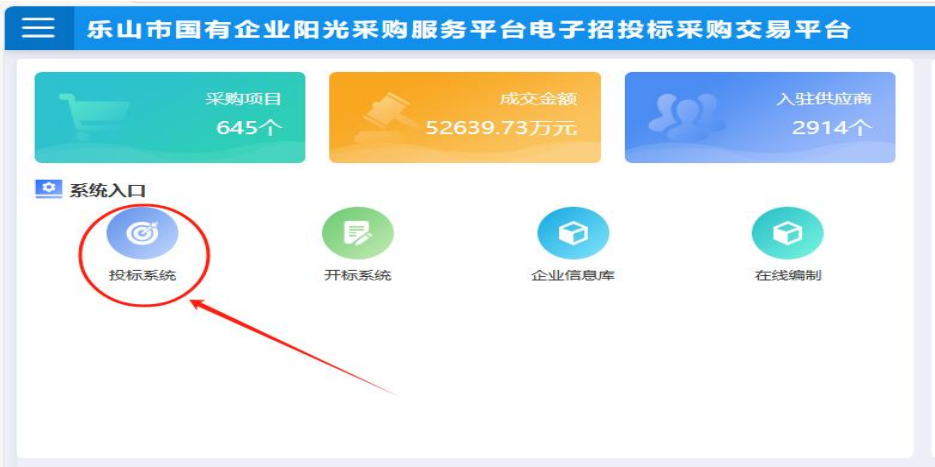 乐山市国有企业阳光采购服务平台电子招投标采购交易平台
采购项目
645个
成交金额
52639.73万元
入驻供应商
2914个
系统入口
投标系统
开标系统
企业信息库
在线编制